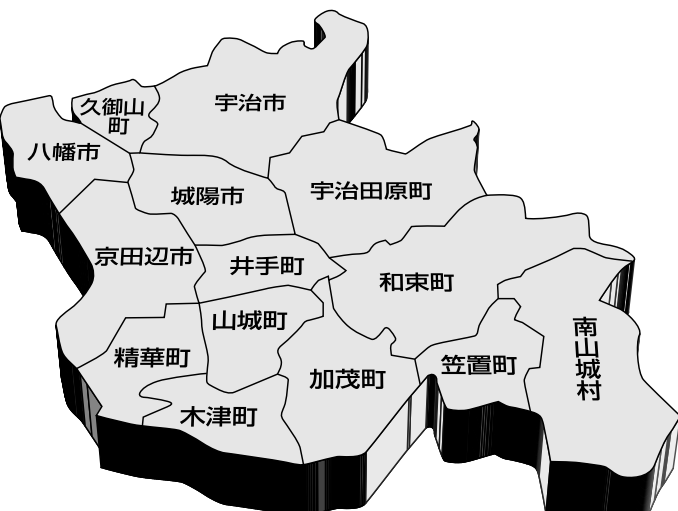 宇治市
久御山
町
八幡市
城陽市
宇治田原町
京田辺市
井手町
和束町
山城町
南山城村
精華町
加茂町
笠置町
木津町